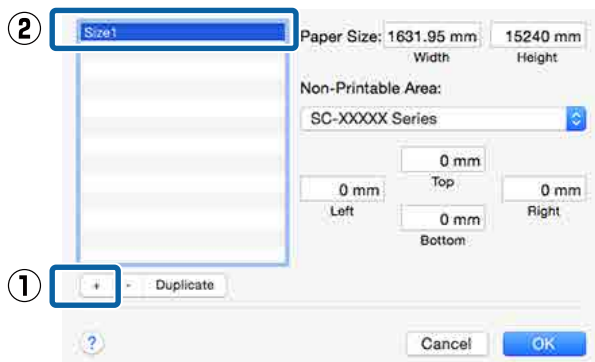 ②
Size1
Paper Size: 1631.95 mm 15240 mm
Width Height
Non-Printable Area:
SC-XXXXX Series
0 mm
Top
0 mm 0 mm
Left Right
0 mm
Bottom
①
+ - Duplicate
? Cancel OK